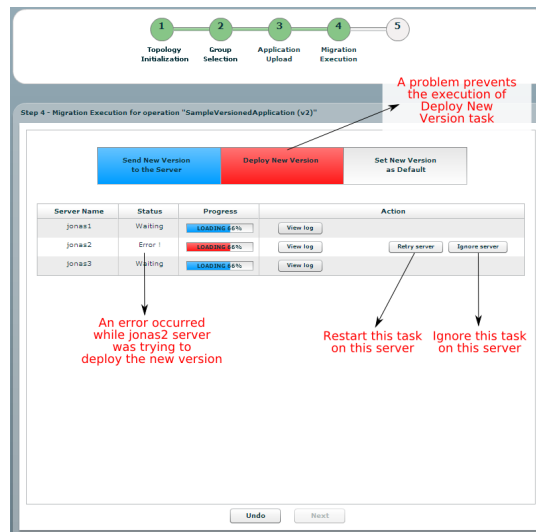 1 2 3 4 5
Topology Initialization
Group Selection
Application Upload
Migration Execution
A problem prevents
the execution of
Deploy New
Version task
Step 4 - Migration Execution for operation "SampleVersionedApplication (v2)"
Send New Version to the Server
Deploy New Version
Set New Version as Default
Server Name Status Progress Action
jonas1 Waiting LOADING 66% View log
jonas2 Error ! LOADING 66% View log Retry server Ignore server
jonas3 Waiting LOADING 66% View log
An error occurred
while jonas2 server
was trying to
deploy the new version
Restart this task
on this server
Ignore this task
on this server
Undo Next